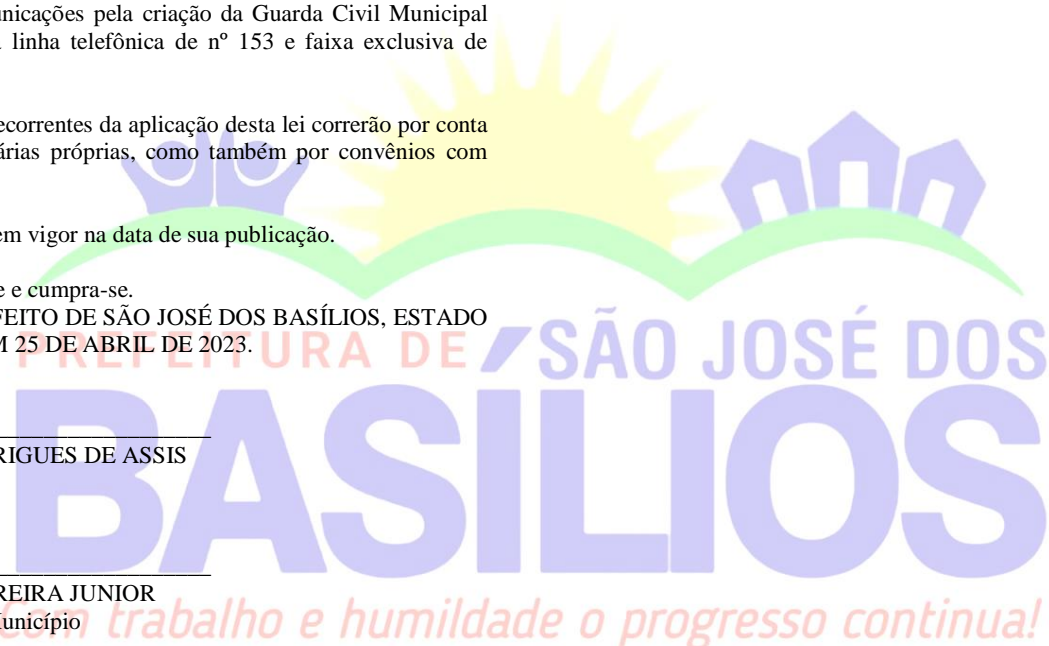 unicações pela criação da Guarda Civil Municipal
linha telefônica de nº 153 e faixa exclusiva de
ecorrentes da aplicação desta lei correrão por conta
árias próprias, como também por convênios com
em vigor na data de sua publicação.
e e cumpra-se.
FEITO DE SÃO JOSÉ DOS BASÍLIOS, ESTADO
M 25 DE ABRIL DE 2023.
PREFEITURA DE SÃO JOSÉ DOS
BASÍLIOS
RIGUES DE ASSIS
REIRA JUNIOR
Município
Com trabalho e humildade o progresso continua!